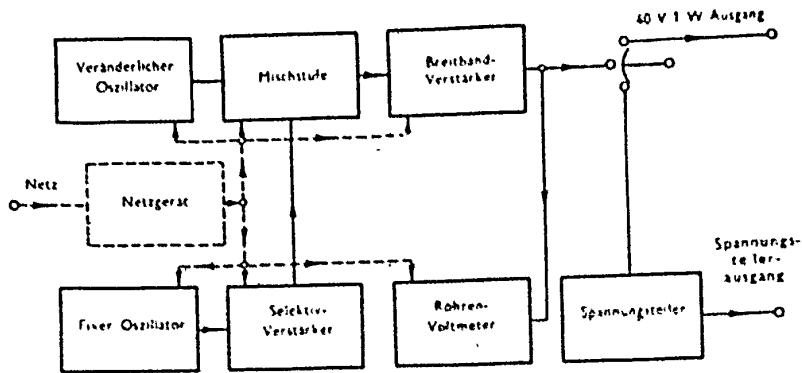 40 V 1 W Ausgang
Veränderlicher
Oszillator
Mischstufe
Breitband-
Verstärker
Netz
Netzgerät
Spannungs-
teiler-
ausgang
Fixer Oszillator
Selektiv-
Verstärker
Röhren-
Voltmeter
Spannungsteiler